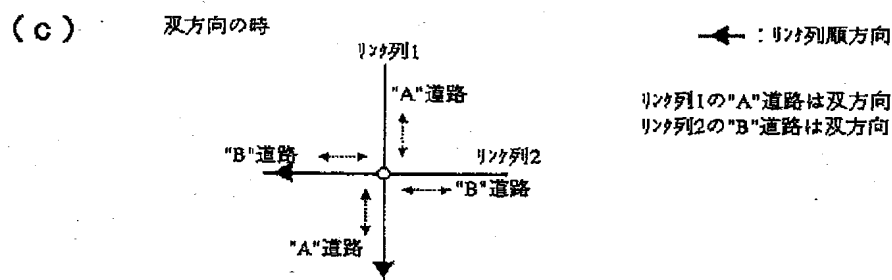 (c) 双方向の時
リンク列1
← : リンク列順方向
"A"道路
リンク列1の"A"道路は双方向
リンク列2の"B"道路は双方向
"B"道路
リンク列2
"B"道路
"A"道路